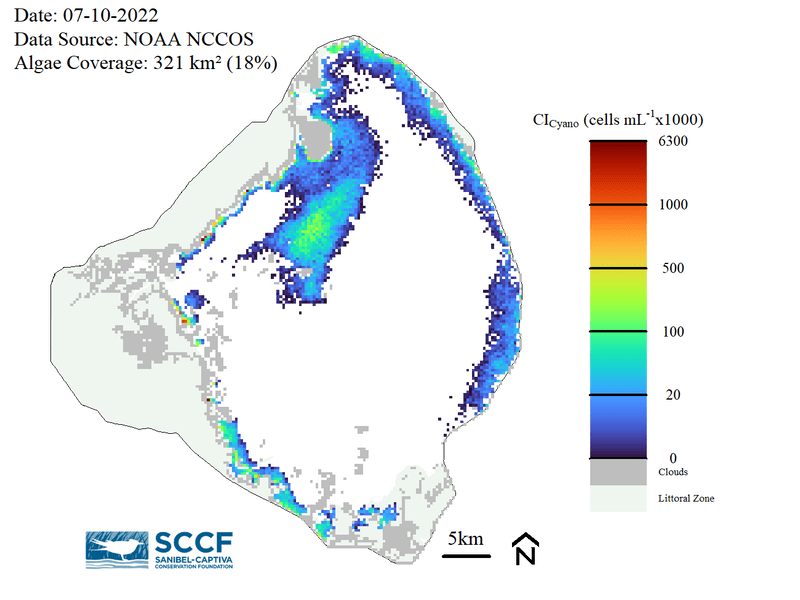 Date: 07-10-2022
Data Source: NOAA NCCOS
Algae Coverage: 321 km² (18%)
CICyano (cells mL-1x1000)
6300
1000
500
100
20
0
Clouds
Littoral Zone
5km
N
SCCF
SANIBEL-CAPTIVA
CONSERVATION FOUNDATION